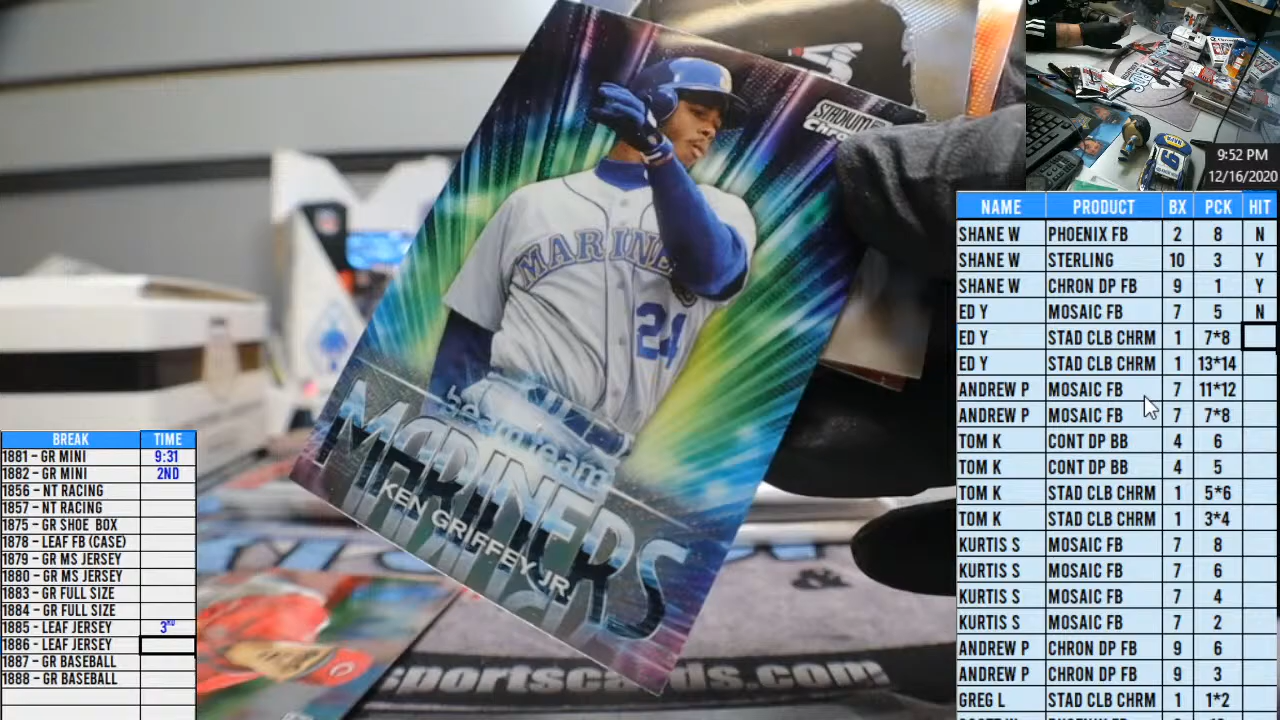 STADIUM
Chro
MARINE
24
beam team
MARINERS
KEN GRIFFEY JR
sportscards.com
&
9:52 PM
12/16/2020
NAME PRODUCT BX PCK HIT
SHANE W PHOENIX FB 2 8 N
SHANE W STERLING 10 3 Y
SHANE W CHRON DP FB 9 1 Y
ED Y MOSAIC FB 7 5 N
ED Y STAD CLB CHRM 1 7*8
ED Y STAD CLB CHRM 1 13*14
ANDREW P MOSAIC FB 7 11*12
ANDREW P MOSAIC FB 7 7*8
TOM K CONT DP BB 4 6
TOM K CONT DP BB 4 5
TOM K STAD CLB CHRM 1 5*6
TOM K STAD CLB CHRM 1 3*4
KURTIS S MOSAIC FB 7 8
KURTIS S MOSAIC FB 7 6
KURTIS S MOSAIC FB 7 4
KURTIS S MOSAIC FB 7 2
ANDREW P CHRON DP FB 9 6
ANDREW P CHRON DP FB 9 3
GREG L STAD CLB CHRM 1 1*2
BREAK TIME
1881 - GR MINI 9:31
1882 - GR MINI 2ND
1856 - NT RACING
1857 - NT RACING
1875 - GR SHOE BOX
1878 - LEAF FB (CASE)
1879 - GR MS JERSEY
1880 - GR MS JERSEY
1883 - GR FULL SIZE
1884 - GR FULL SIZE
1885 - LEAF JERSEY 3RD
1886 - LEAF JERSEY
1887 - GR BASEBALL
1888 - GR BASEBALL